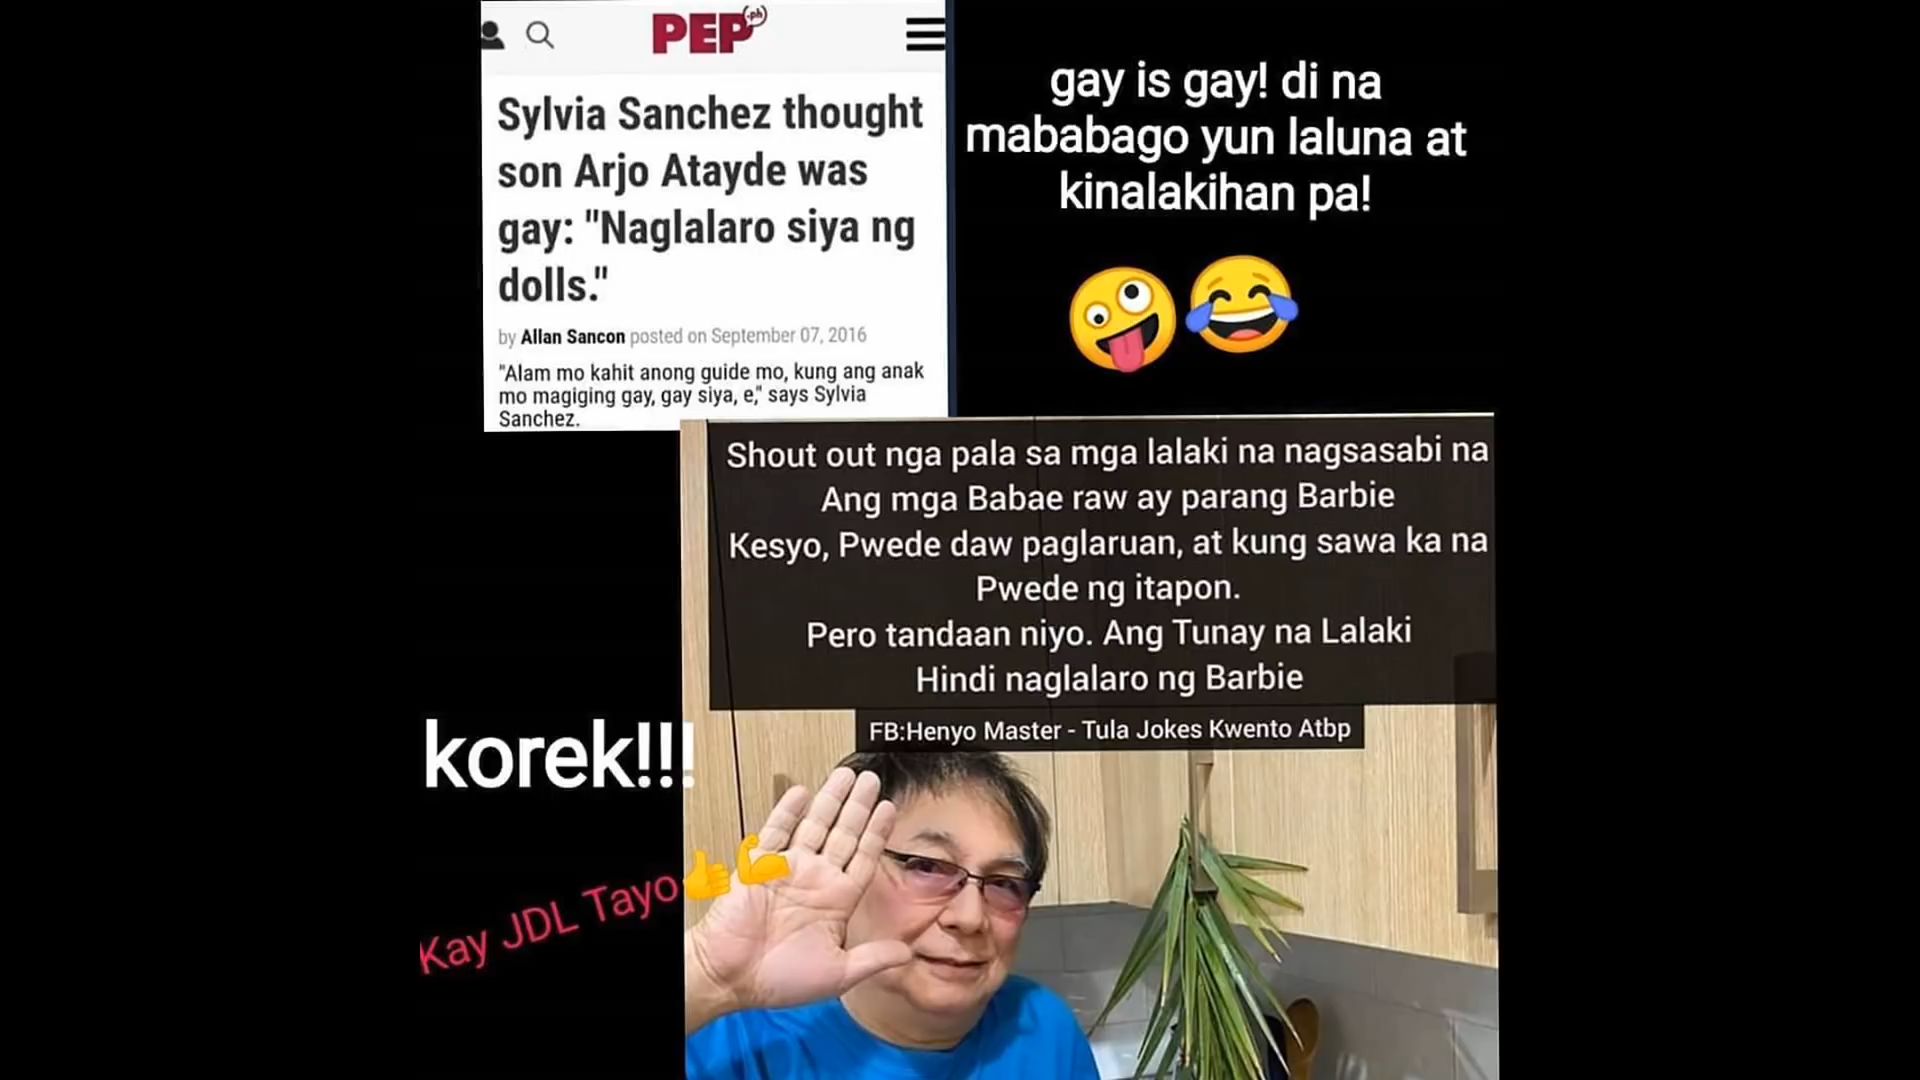 PEP.ph
Sylvia Sanchez thought
son Arjo Atayde was
gay: "Naglalaro siya ng
dolls."
by Allan Sancon posted on September 07, 2016
"Alam mo kahit anong guide mo, kung ang anak
mo magiging gay, gay siya, e," says Sylvia
Sanchez.
gay is gay! di na
mababago yun laluna at
kinalakihan pa!
Shout out nga pala sa mga lalaki na nagsasabi na
Ang mga Babae raw ay parang Barbie
Kesyo, Pwede daw paglaruan, at kung sawa ka na
Pwede ng itapon.
Pero tandaan niyo. Ang Tunay na Lalaki
Hindi naglalaro ng Barbie
FB:Henyo Master - Tula Jokes Kwento Atbp
korek!!!
Kay JDL Tayo